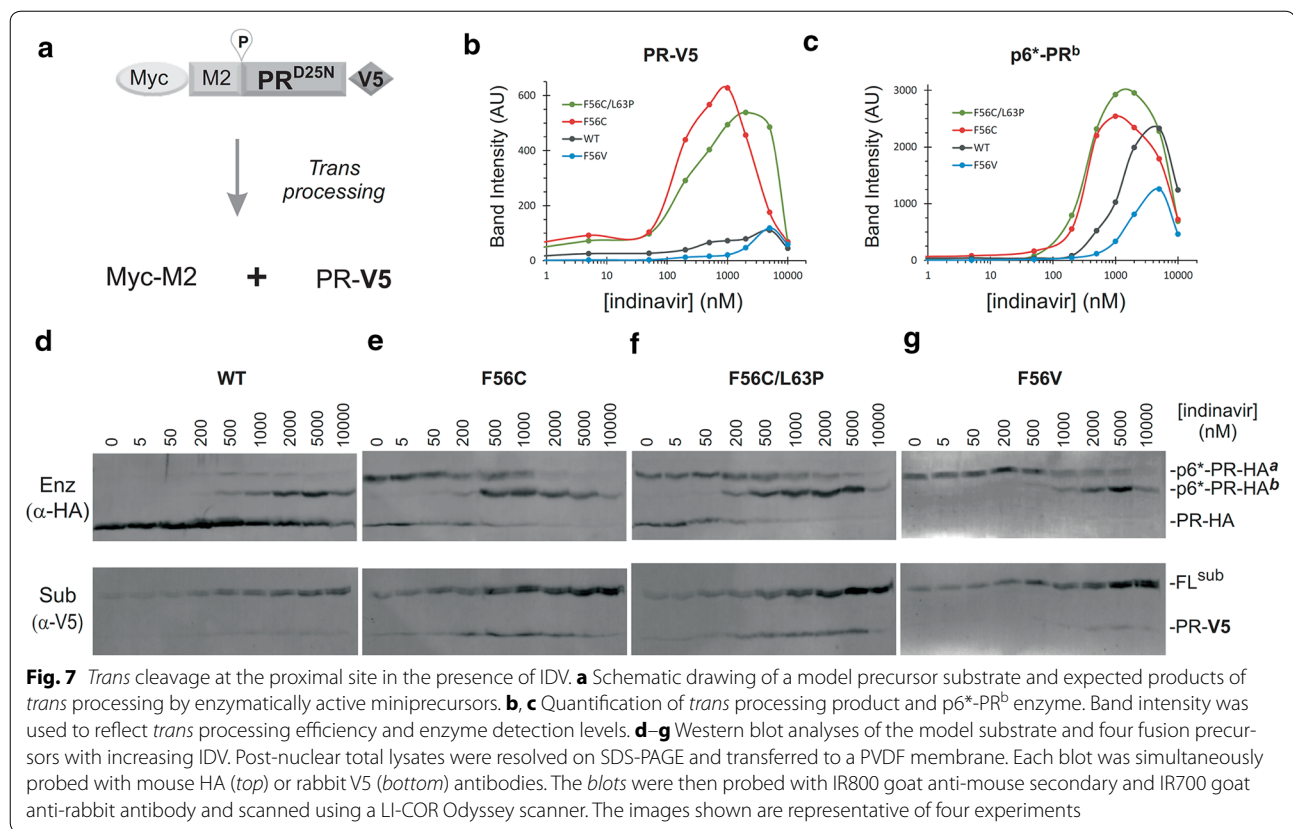 a
P
Myc M2 PR^D25N V5
Trans
processing
Myc-M2 + PR-V5
b
PR-V5
Band Intensity (AU)
600
400
200
0
F56C/L63P
F56C
WT
F56V
1 10 100 1000 10000
[indinavir] (nM)
c
p6*-PR^b
Band Intensity (AU)
3000
2000
1000
0
F56C/L63P
F56C
WT
F56V
1 10 100 1000 10000
[indinavir] (nM)
d e f g
WT F56C F56C/L63P F56V
0 5 50 200 500 1000 2000 5000 10000
0 5 50 200 500 1000 2000 5000 10000
0 5 50 200 500 1000 2000 5000 10000
0 5 50 200 500 1000 2000 5000 10000
[indinavir]
(nM)
Enz
(α-HA)
-p6*-PR-HA^a
-p6*-PR-HA^b
-PR-HA
Sub
(α-V5)
-FL^sub
-PR-V5
Fig. 7 Trans cleavage at the proximal site in the presence of IDV. a Schematic drawing of a model precursor substrate and expected products of
trans processing by enzymatically active miniprecursors. b, c Quantification of trans processing product and p6*-PR^b enzyme. Band intensity was
used to reflect trans processing efficiency and enzyme detection levels. d–g Western blot analyses of the model substrate and four fusion precur-
sors with increasing IDV. Post-nuclear total lysates were resolved on SDS-PAGE and transferred to a PVDF membrane. Each blot was simultaneously
probed with mouse HA (top) or rabbit V5 (bottom) antibodies. The blots were then probed with IR800 goat anti-mouse secondary and IR700 goat
anti-rabbit antibody and scanned using a LI-COR Odyssey scanner. The images shown are representative of four experiments